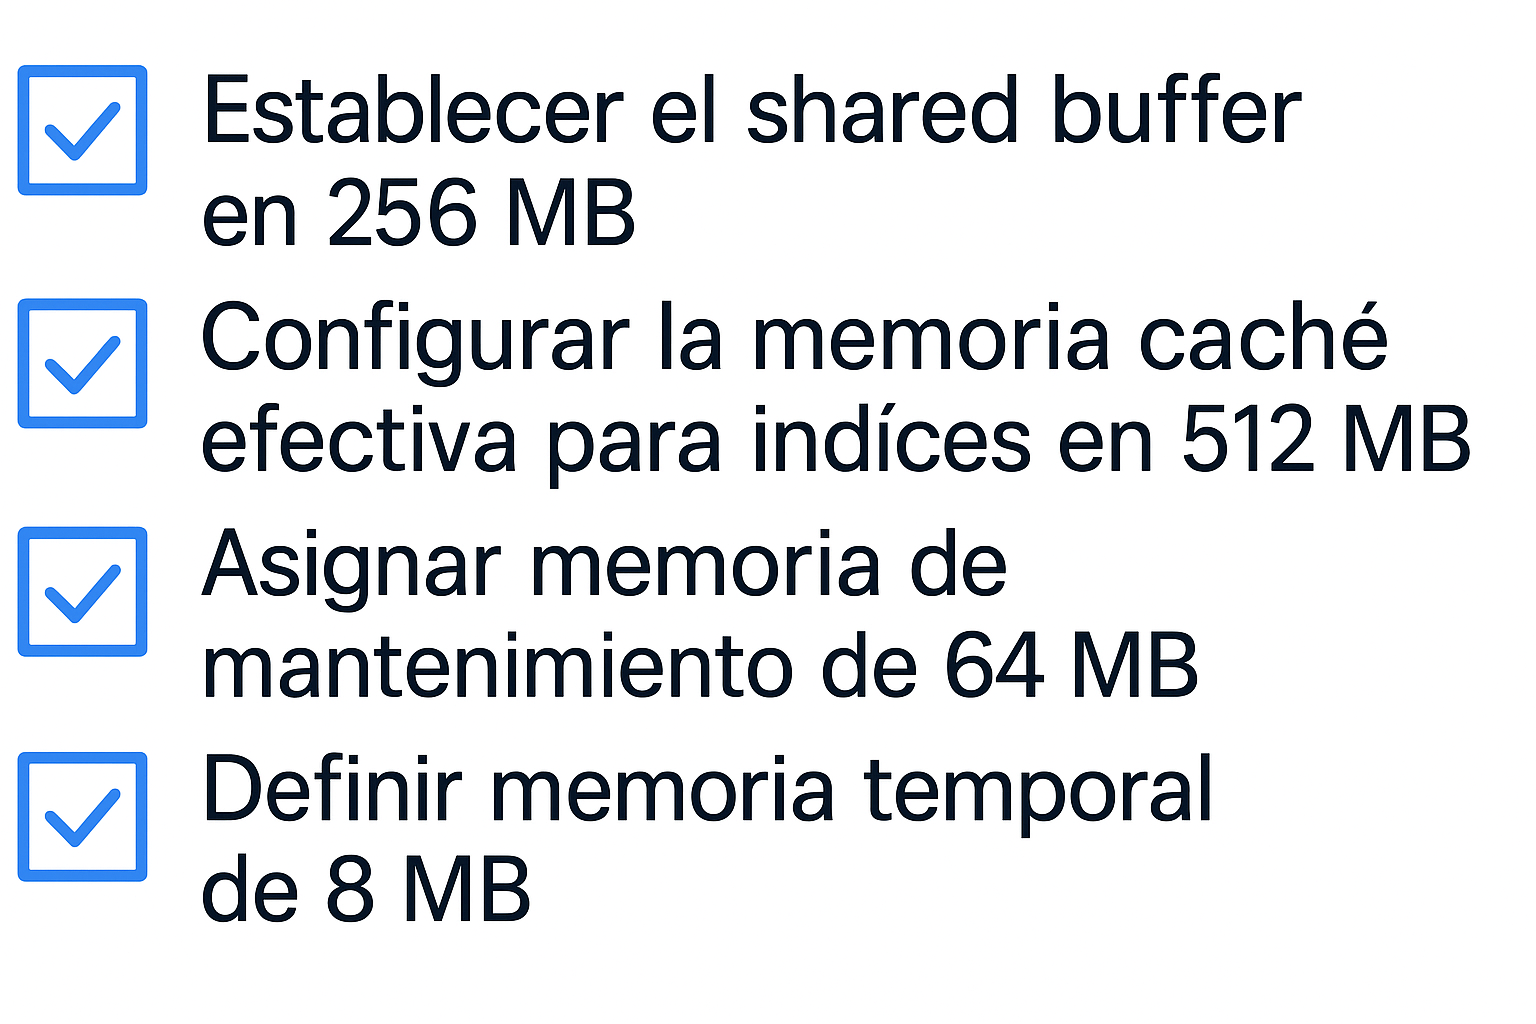 Establecer el shared buffer
en 256 MB
Configurar la memoria caché
efectiva para indíces en 512 MB
Asignar memoria de
mantenimiento de 64 MB
Definir memoria temporal
de 8 MB